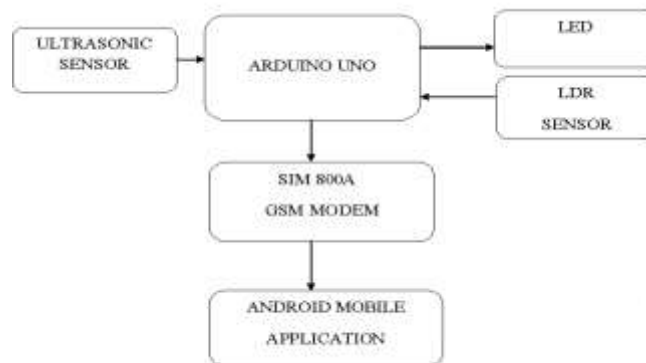 LED
ULTRASONIC
SENSOR
ARDUINO UNO
LDR
SENSOR
SIM 800A
GSM MODEM
ANDROID MOBILE
APPLICATION